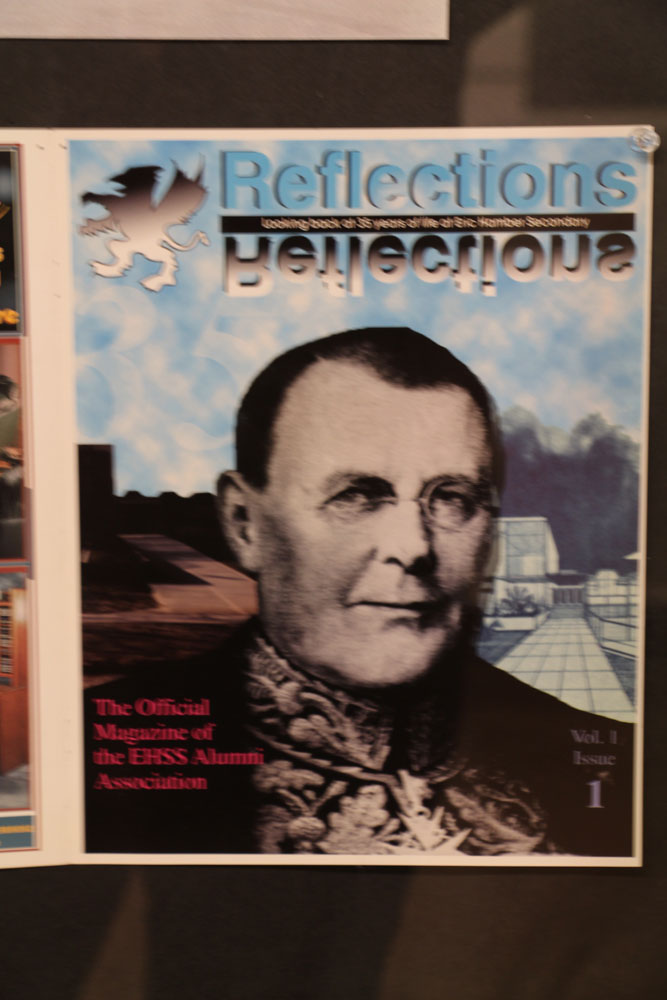 Reflections
Looking back at 35 years of life at Eric Hamber Secondary
Reflections
35
The Official
Magazine of
the EHSS Alumni
Association
Vol. 1
Issue
1